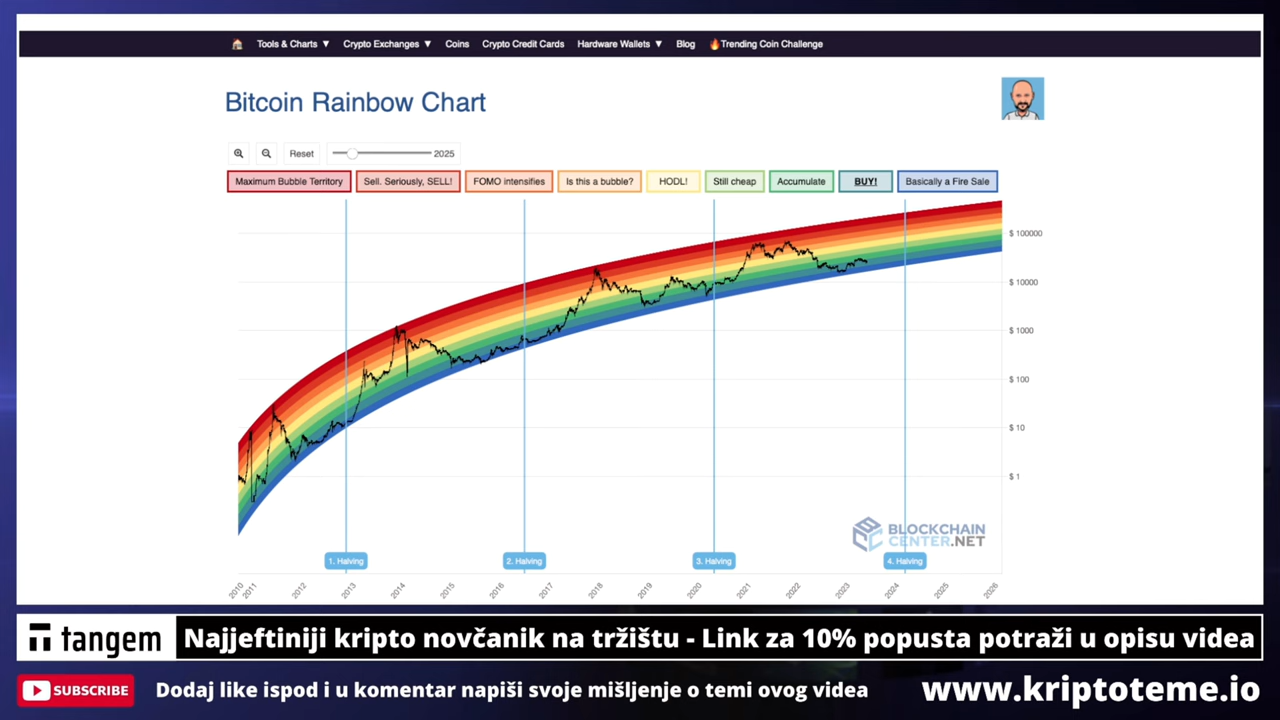 Tools & Charts ▼ Crypto Exchanges ▼ Coins Crypto Credit Cards Hardware Wallets ▼ Blog 🔥Trending Coin Challenge
Bitcoin Rainbow Chart
Reset 2025
Maximum Bubble Territory Sell. Seriously, SELL! FOMO intensifies Is this a bubble? HODL! Still cheap Accumulate BUY! Basically a Fire Sale
$ 100000
$ 10000
$ 1000
$ 100
$ 10
$ 1
BLOCKCHAIN
CENTER.NET
1. Halving 2. Halving 3. Halving 4. Halving
2010 2011 2012 2013 2014 2015 2016 2017 2018 2019 2020 2021 2022 2023 2024 2025 2026
tangem Najjeftiniji kripto novčanik na tržištu - Link za 10% popusta potraži u opisu videa
SUBSCRIBE Dodaj like ispod i u komentar napiši svoje mišljenje o temi ovog videa www.kriptoteme.io